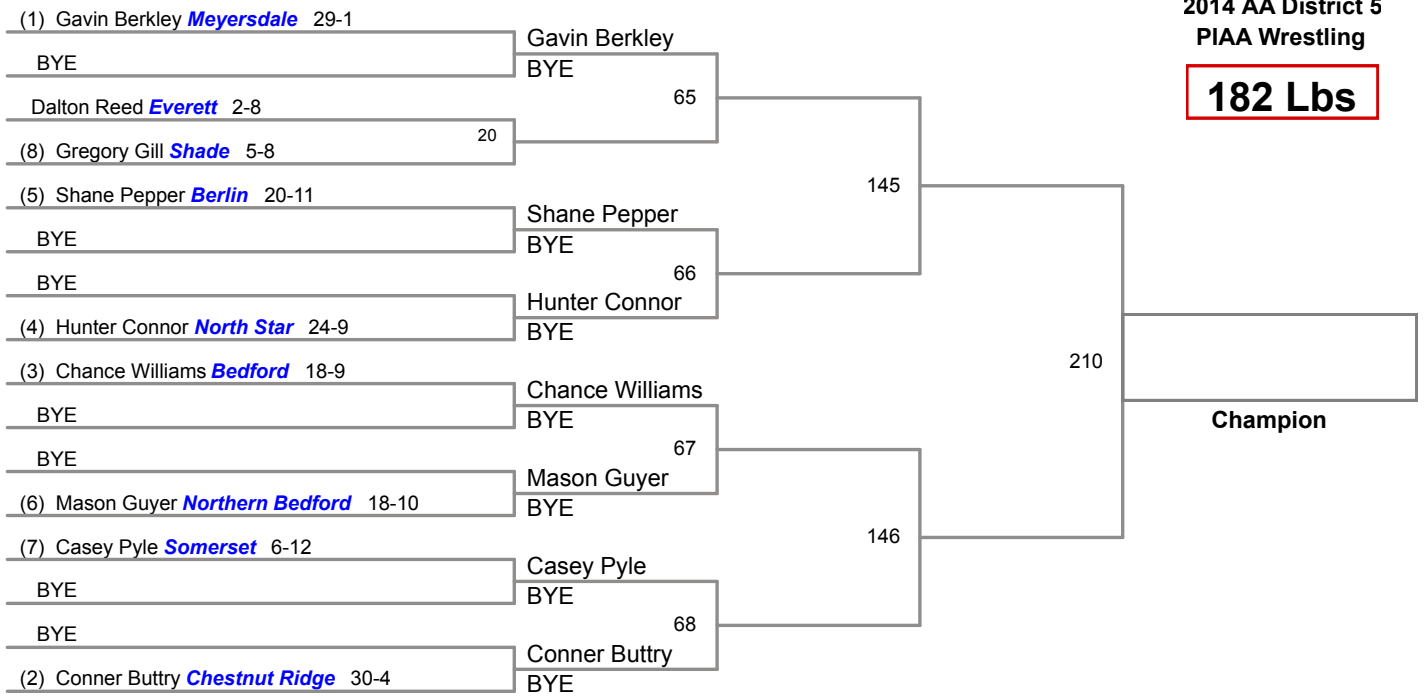 2014 AA District 5
PIAA Wrestling
182 Lbs
(1) Gavin Berkley Meyersdale 29-1
BYE
Dalton Reed Everett 2-8
(8) Gregory Gill Shade 5-8
(5) Shane Pepper Berlin 20-11
BYE
BYE
(4) Hunter Connor North Star 24-9
(3) Chance Williams Bedford 18-9
BYE
BYE
(6) Mason Guyer Northern Bedford 18-10
(7) Casey Pyle Somerset 6-12
BYE
BYE
(2) Conner Buttry Chestnut Ridge 30-4
Gavin Berkley
BYE
20
Shane Pepper
BYE
Hunter Connor
BYE
Chance Williams
BYE
Mason Guyer
BYE
Casey Pyle
BYE
Conner Buttry
BYE
65
66
67
68
145
146
210
Champion